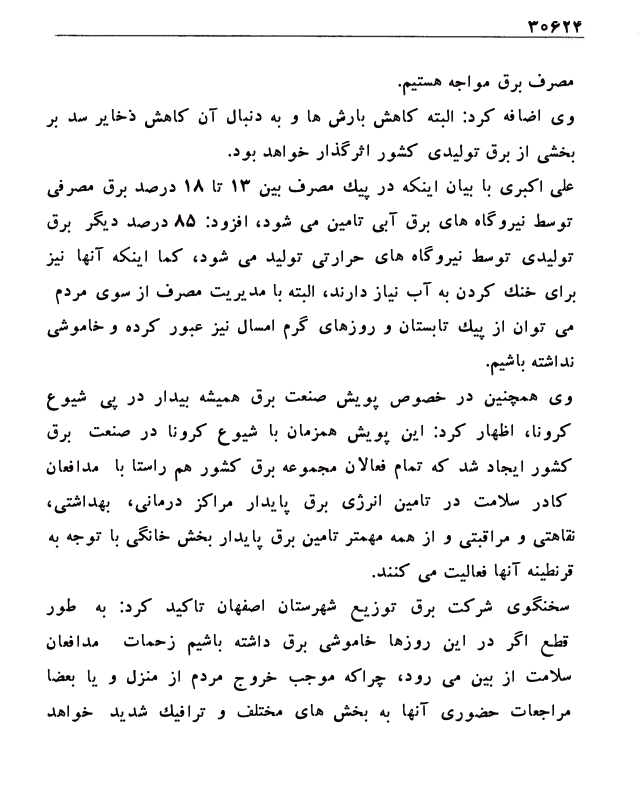 ۳۰۶۲۴
مصرف برق مواجه هستیم.
وی اضافه کرد: البته کاهش بارش ها و به دنبال آن کاهش ذخایر سد بر
بخشی از برق تولیدی کشور اثرگذار خواهد بود.
علی اکبری با بیان اینکه در پیك مصرف بین ۱۳ تا ۱۸ درصد برق مصرفی
توسط نیروگاه های برق آبی تامین می شود، افزود: ۸۵ درصد دیگر برق
تولیدی توسط نیروگاه های حرارتی تولید می شود، کما اینکه آنها نیز
برای خنك کردن به آب نیاز دارند، البته با مدیریت مصرف از سوی مردم
می توان از پیك تابستان و روزهای گرم امسال نیز عبور کرده و خاموشی
نداشته باشیم.
وی همچنین در خصوص پویش صنعت برق همیشه بیدار در پی شیوع
کرونا، اظهار کرد: این پویش همزمان با شیوع کرونا در صنعت برق
کشور ایجاد شد که تمام فعالان مجموعه برق کشور هم راستا با مدافعان
کادر سلامت در تامین انرژی برق پایدار مراکز درمانی، بهداشتی،
نقاهتی و مراقبتی و از همه مهمتر تامین برق پایدار بخش خانگی با توجه به
قرنطینه آنها فعالیت می کنند.
سخنگوی شرکت برق توزیع شهرستان اصفهان تاکید کرد: به طور
قطع اگر در این روزها خاموشی برق داشته باشیم زحمات مدافعان
سلامت از بین می رود، چراکه موجب خروج مردم از منزل و یا بعضا
مراجعات حضوری آنها به بخش های مختلف و ترافیك شدید خواهد